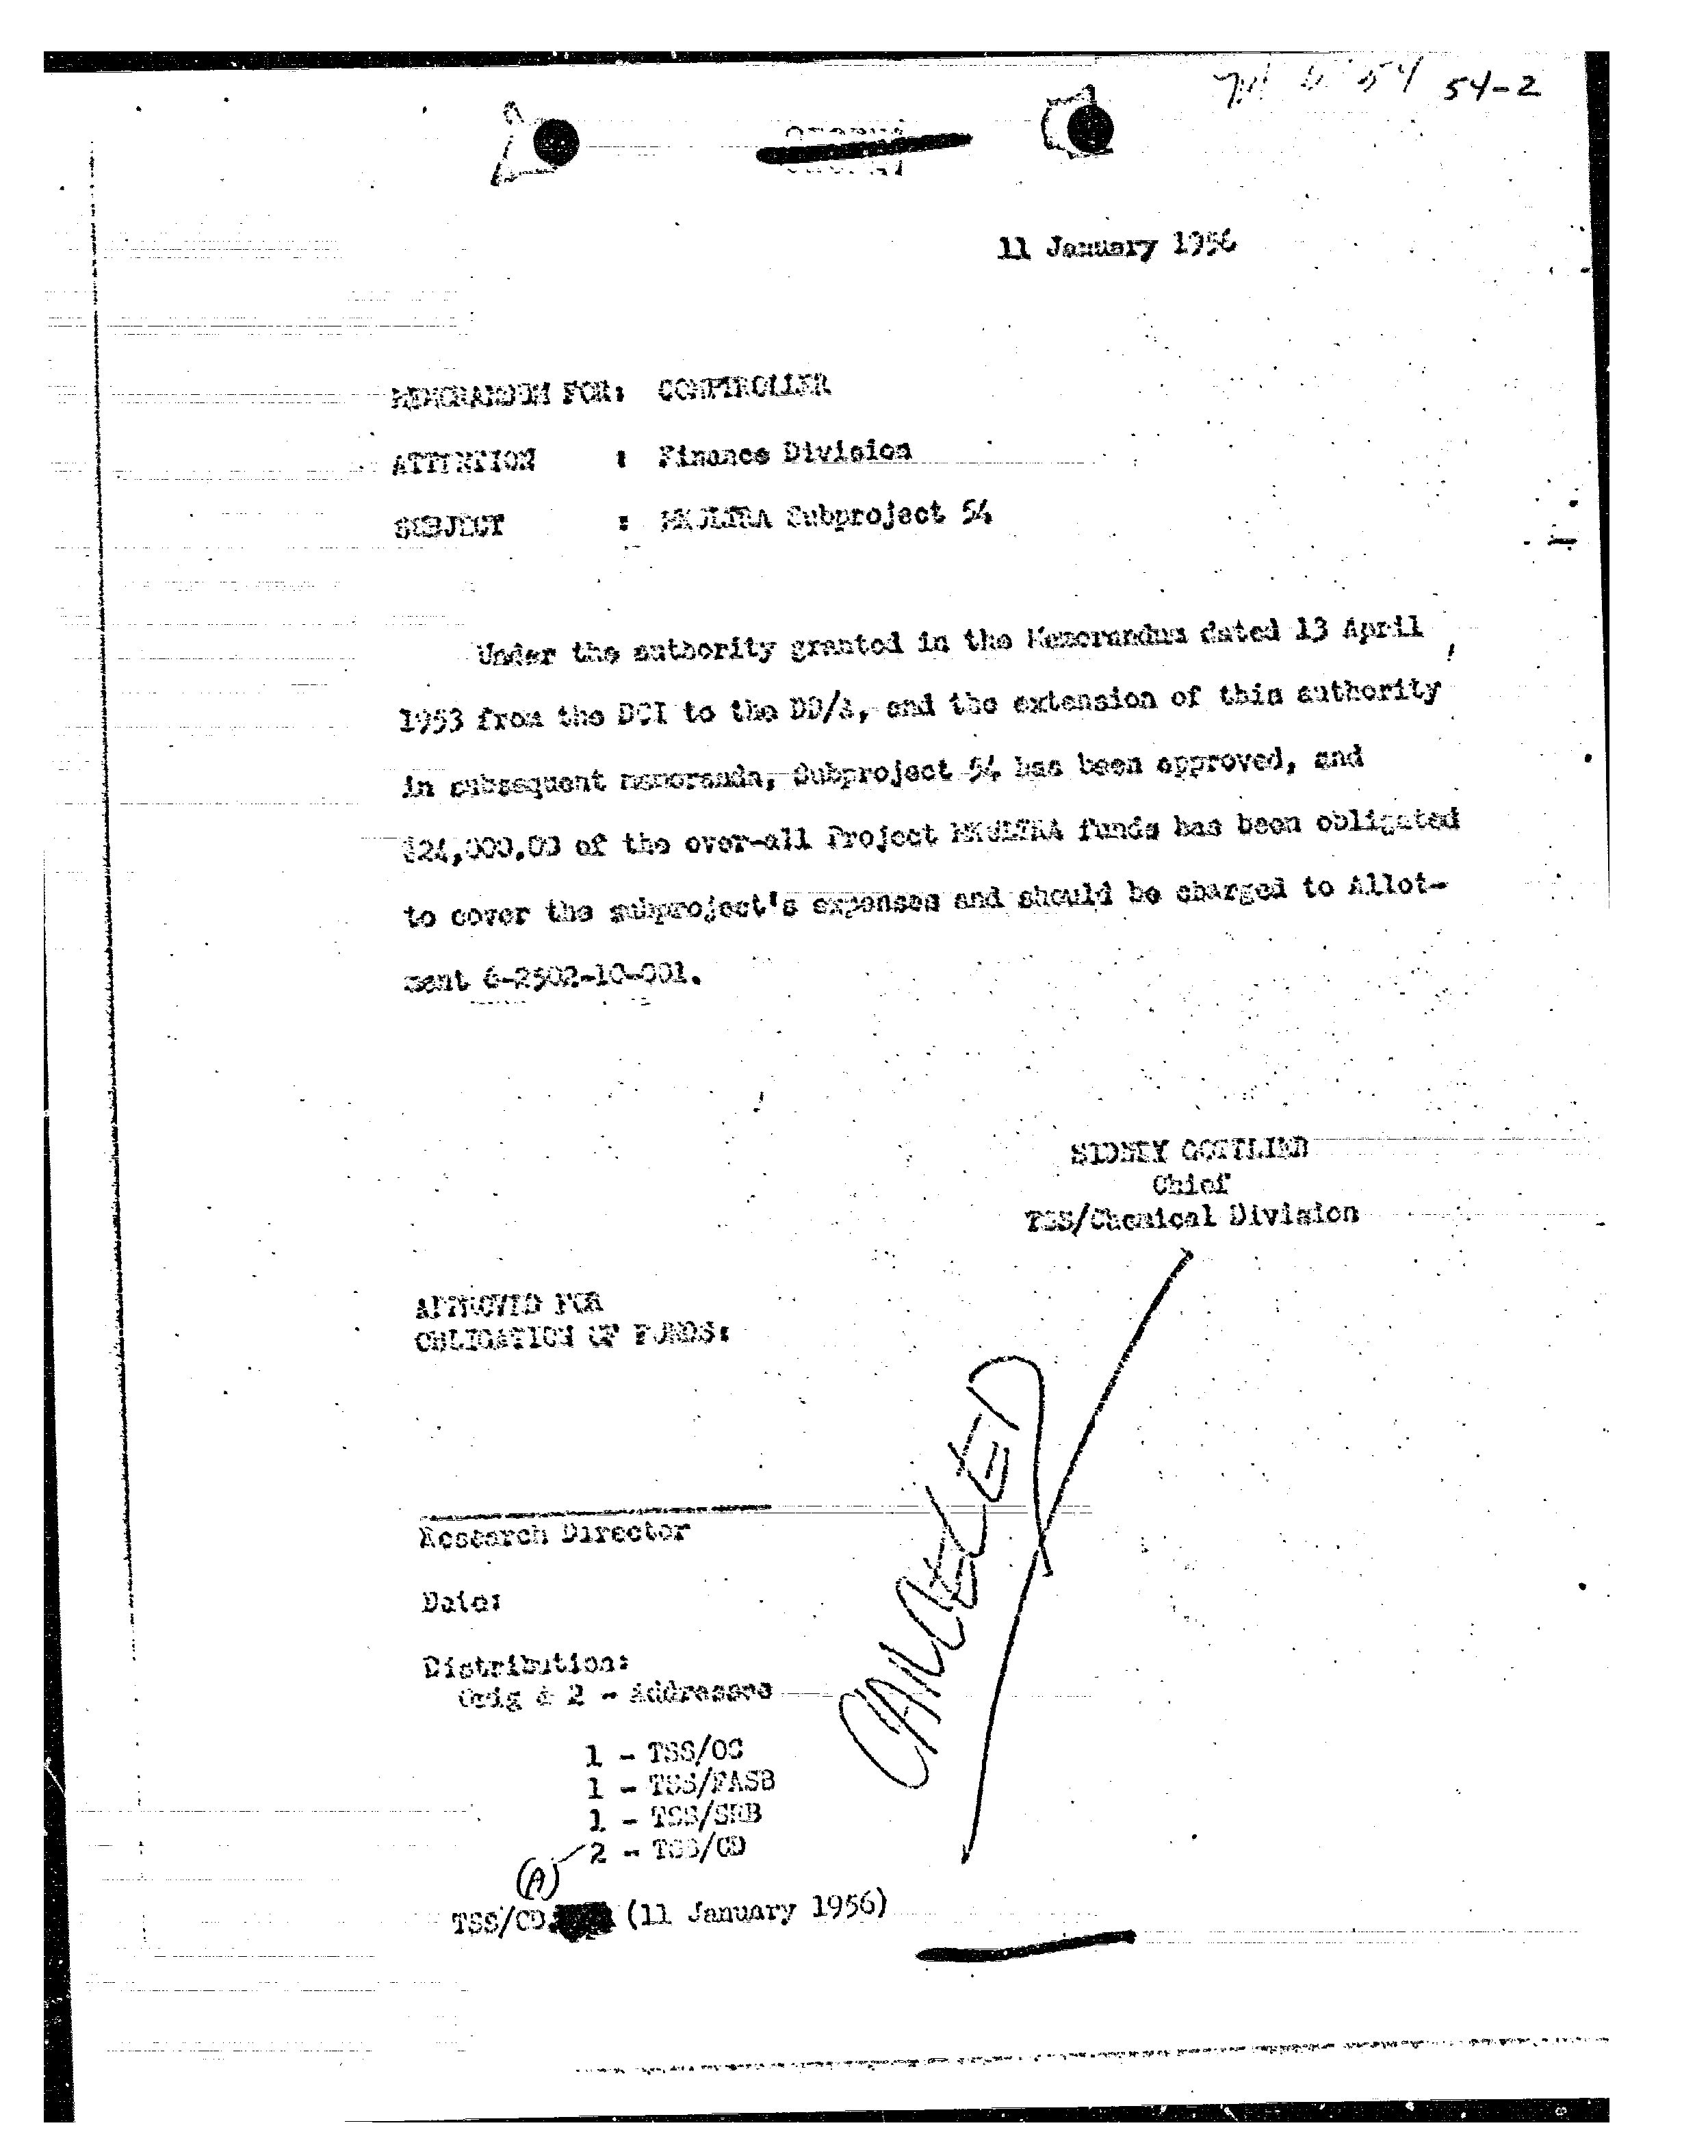 54 54-2
11 January 1956
MEMORANDUM FOR: COMPTROLLER
ATTENTION : Finance Division
SUBJECT : MKULTRA Subproject 54
Under the authority granted in the Memorandum dated 13 April
1953 from the DCI to the DD/A, and the extension of this authority
in subsequent memoranda, Subproject 54 has been approved, and
$24,000.00 of the over-all Project MKULTRA funds has been obligated
to cover the subproject's expenses and should be charged to Allot-
ment 6-2502-10-001.
SIDNEY GOTTLIEB
Chief
TSS/Chemical Division
APPROVED FOR
OBLIGATION OF FUNDS:
CANCELLED
Research Director
Date:
Distribution:
Orig & 2 - Addressee
1 - TSS/OC
1 - TSS/FASB
1 - TSS/SRB
2 - TSS/CD
(A)
TSS/CD (11 January 1956)